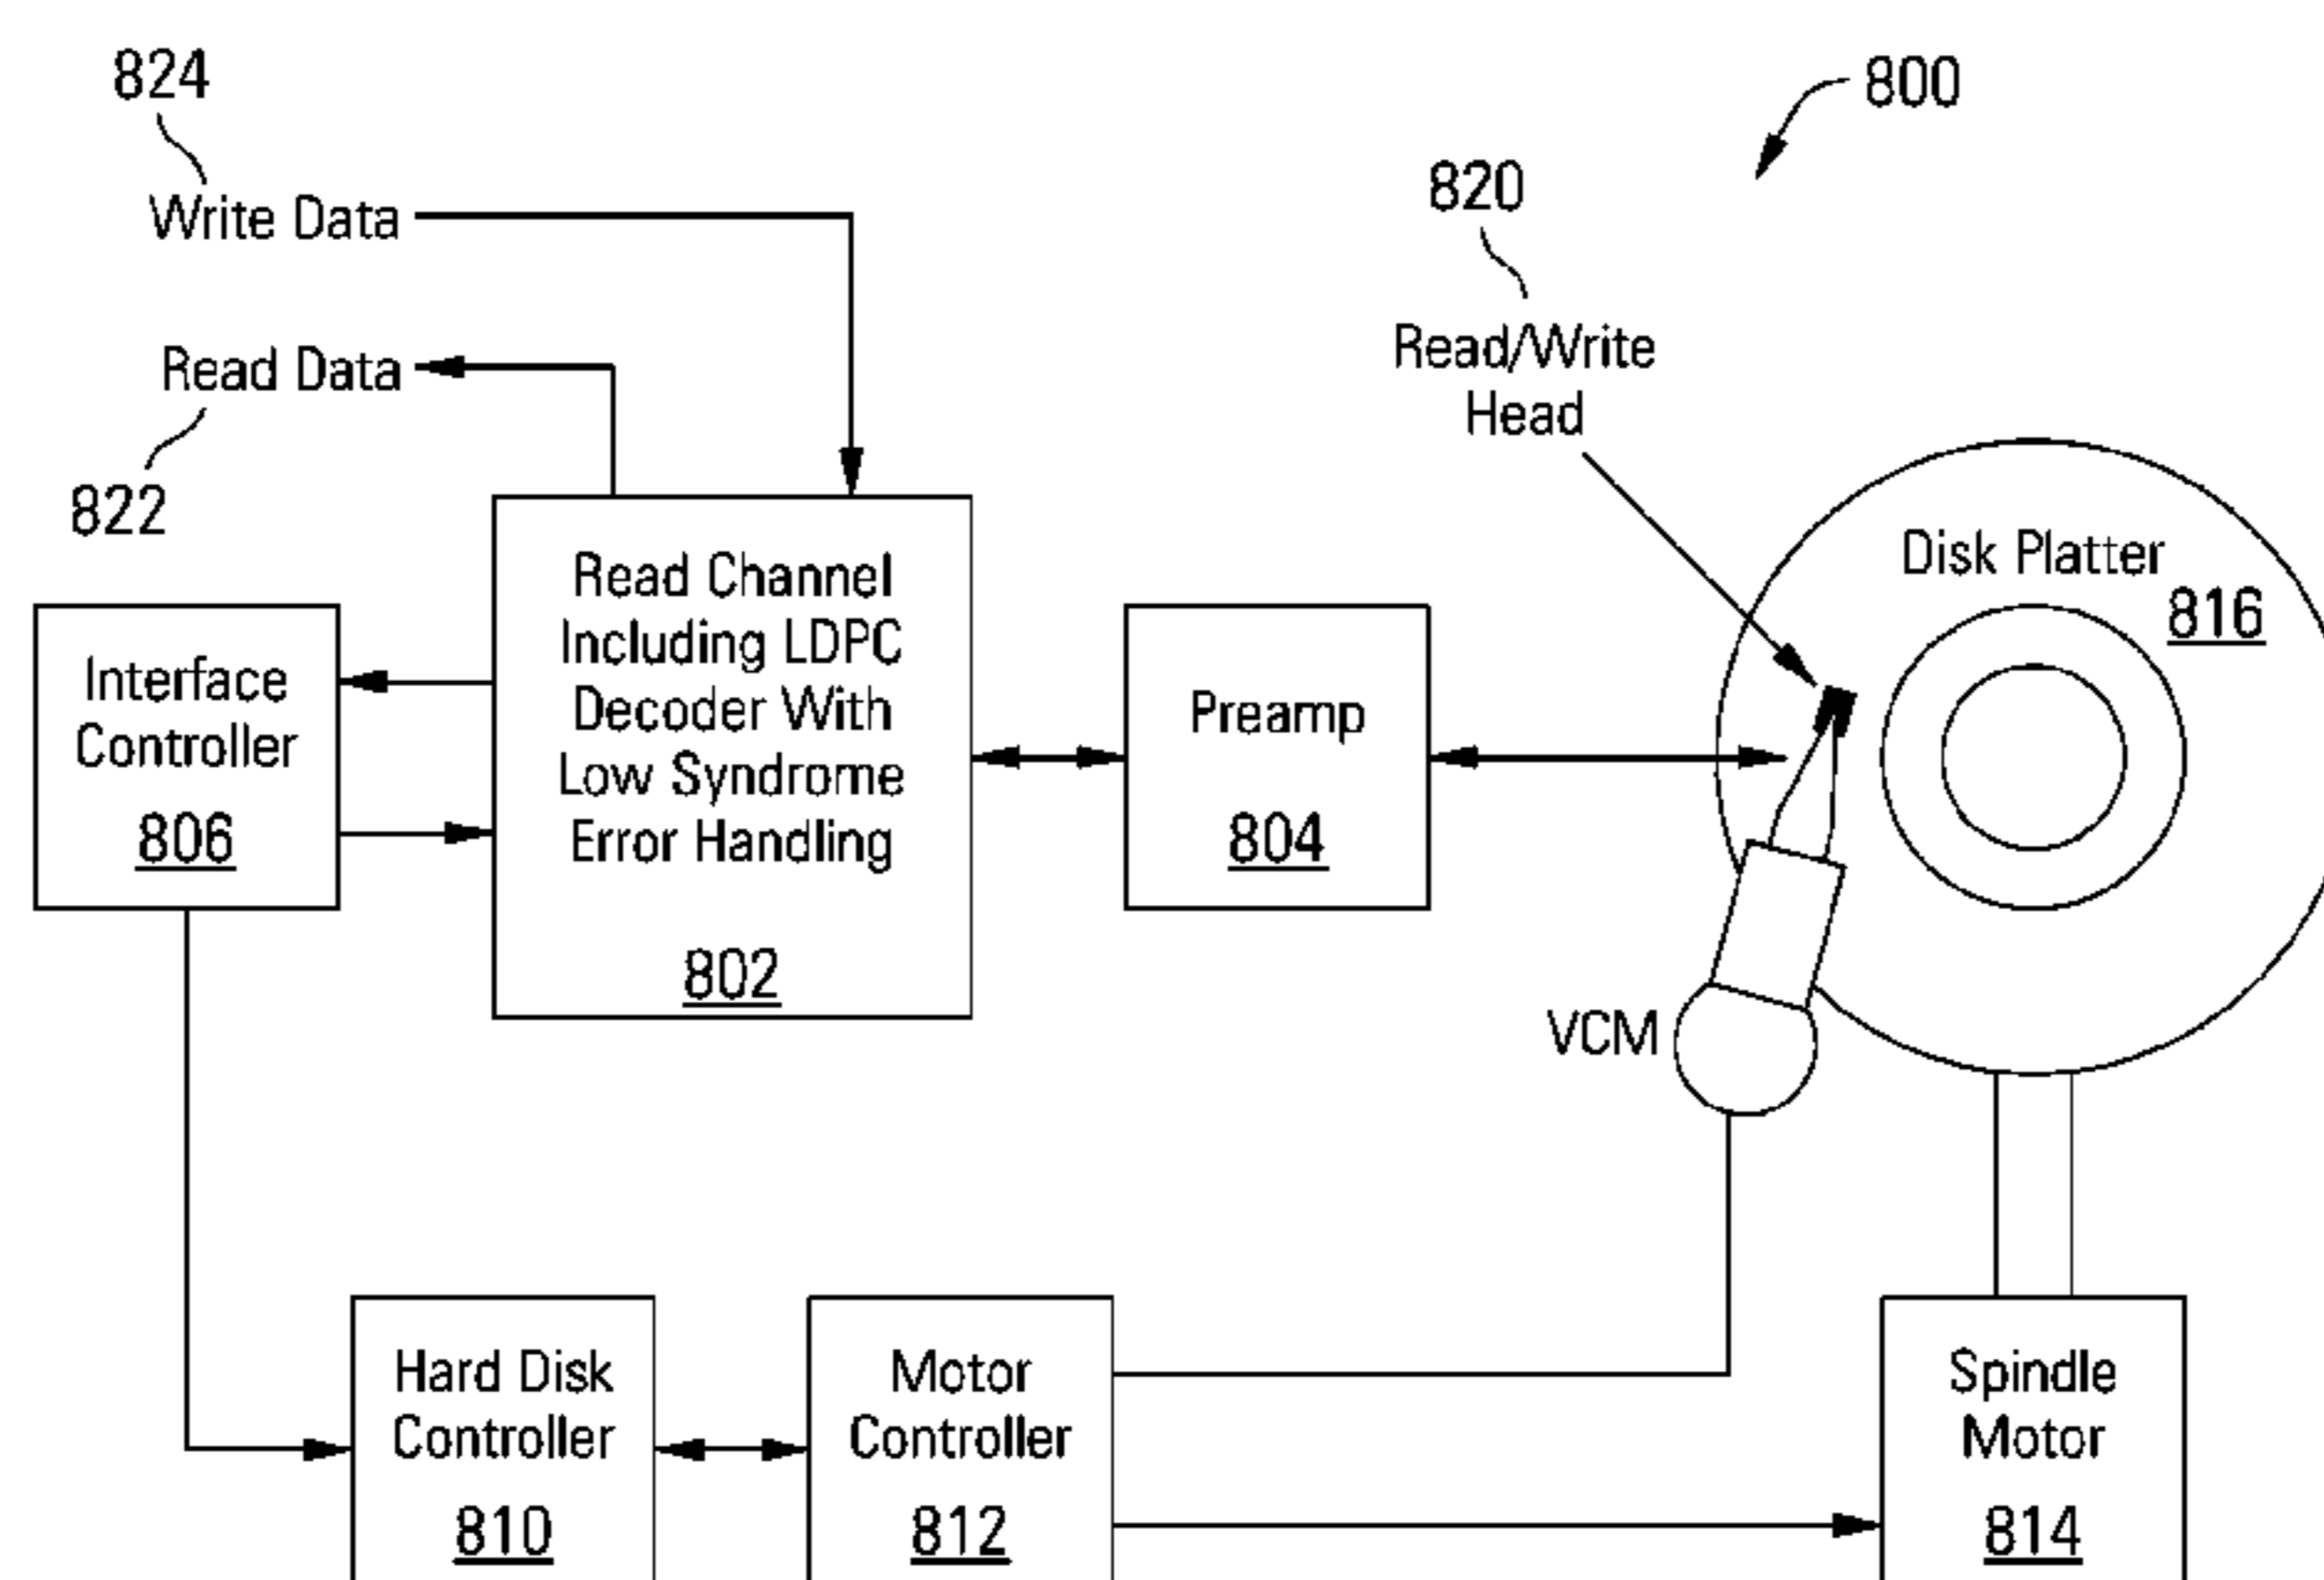 824
Write Data
800
820
Read/Write
Head
Read Data
822
Disk Platter
816
Read Channel
Including LDPC
Decoder With
Low Syndrome
Error Handling
802
Interface
Controller
806
Preamp
804
VCM
Hard Disk
Controller
810
Motor
Controller
812
Spindle
Motor
814